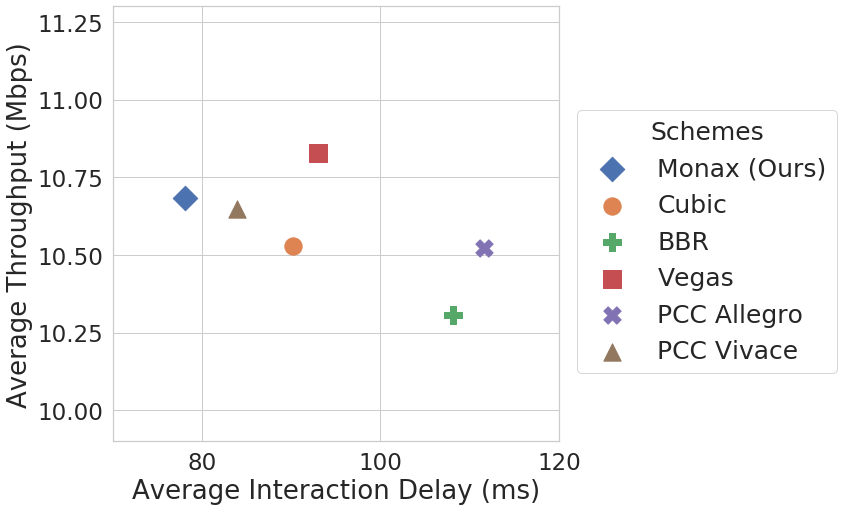 Average Throughput (Mbps)
11.25
11.00
10.75
10.50
10.25
10.00
80
100
120
Average Interaction Delay (ms)
Schemes
Monax (Ours)
Cubic
BBR
Vegas
PCC Allegro
PCC Vivace